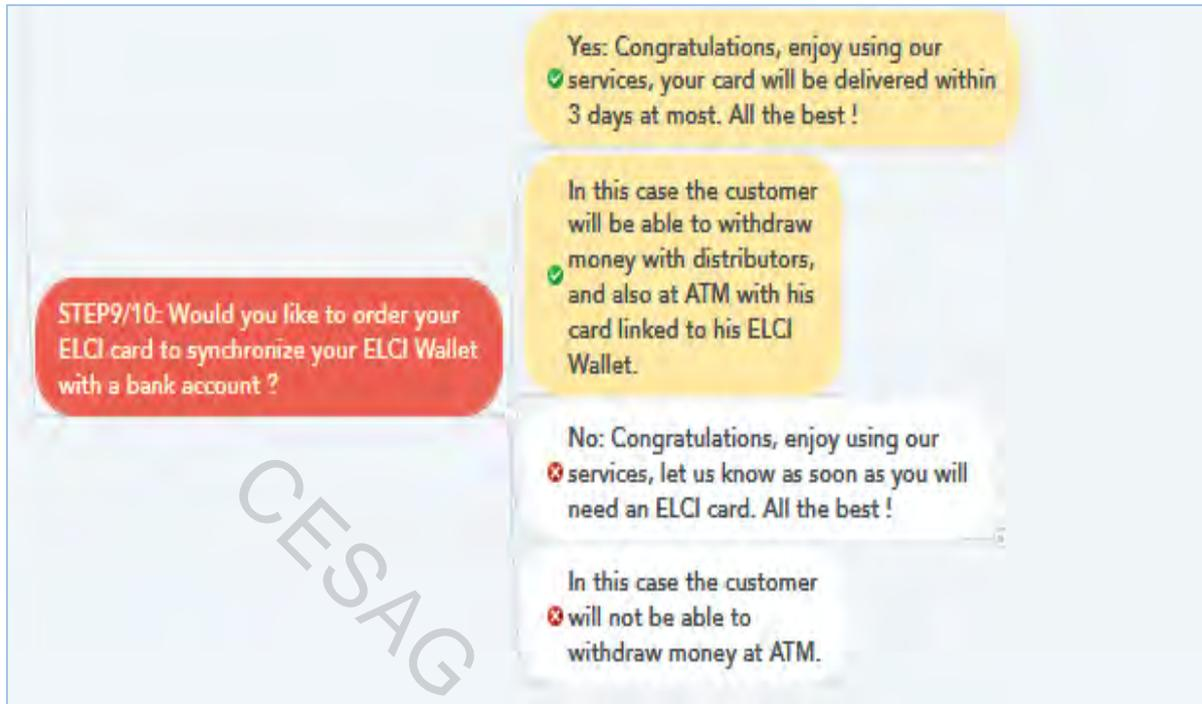 Yes: Congratulations, enjoy using our
services, your card will be delivered within
3 days at most. All the best !
In this case the customer
will be able to withdraw
money with distributors,
and also at ATM with his
card linked to his ELCI
Wallet.
STEP9/10: Would you like to order your
ELCI card to synchronize your ELCI Wallet
with a bank account ?
No: Congratulations, enjoy using our
services, let us know as soon as you will
need an ELCI card. All the best !
In this case the customer
will not be able to
withdraw money at ATM.
CESAG